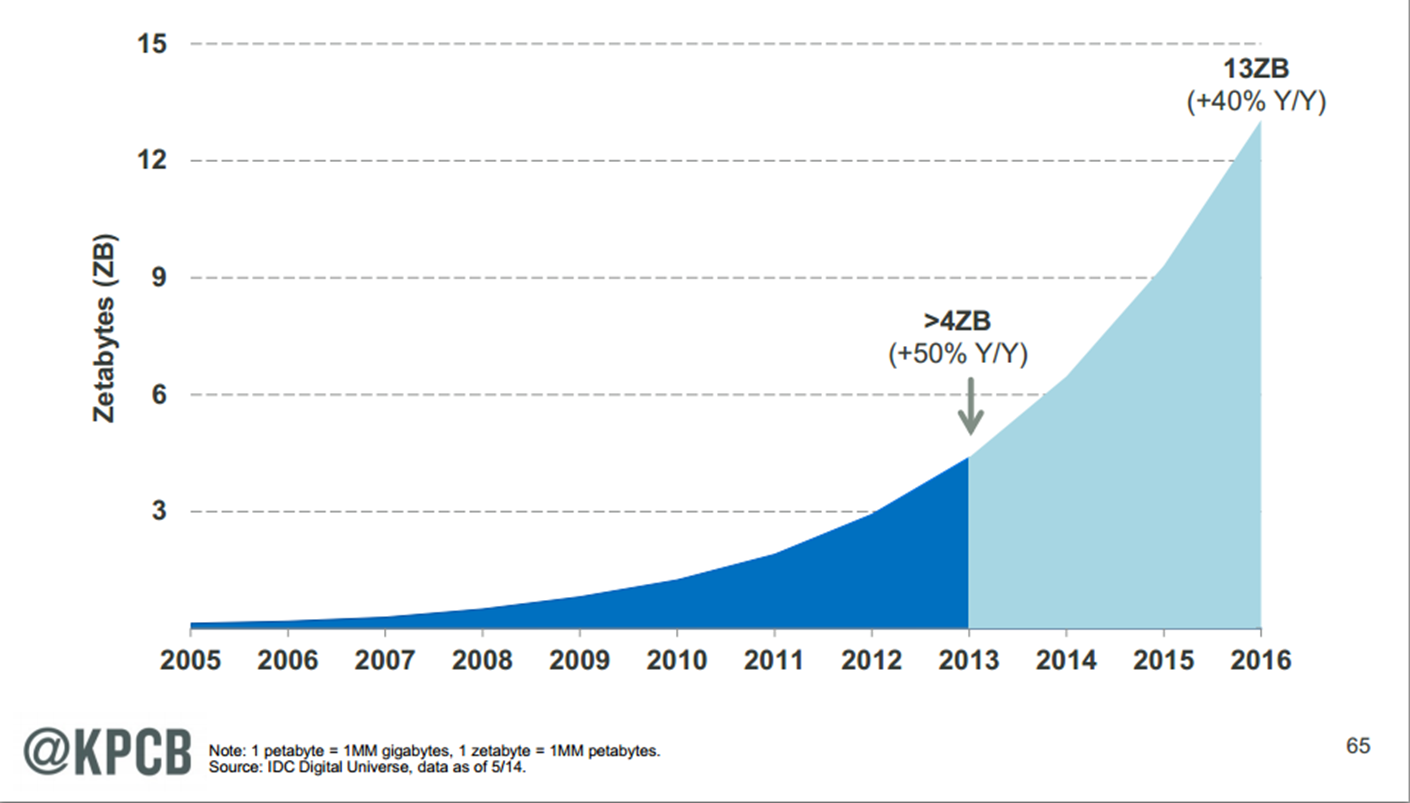 15
13ZB
(+40% Y/Y)
12
Zetabytes (ZB)
9
>4ZB
(+50% Y/Y)
6
3
2005 2006 2007 2008 2009 2010 2011 2012 2013 2014 2015 2016
@KPCB
Note: 1 petabyte = 1MM gigabytes, 1 zetabyte = 1MM petabytes.
Source: IDC Digital Universe, data as of 5/14.
65